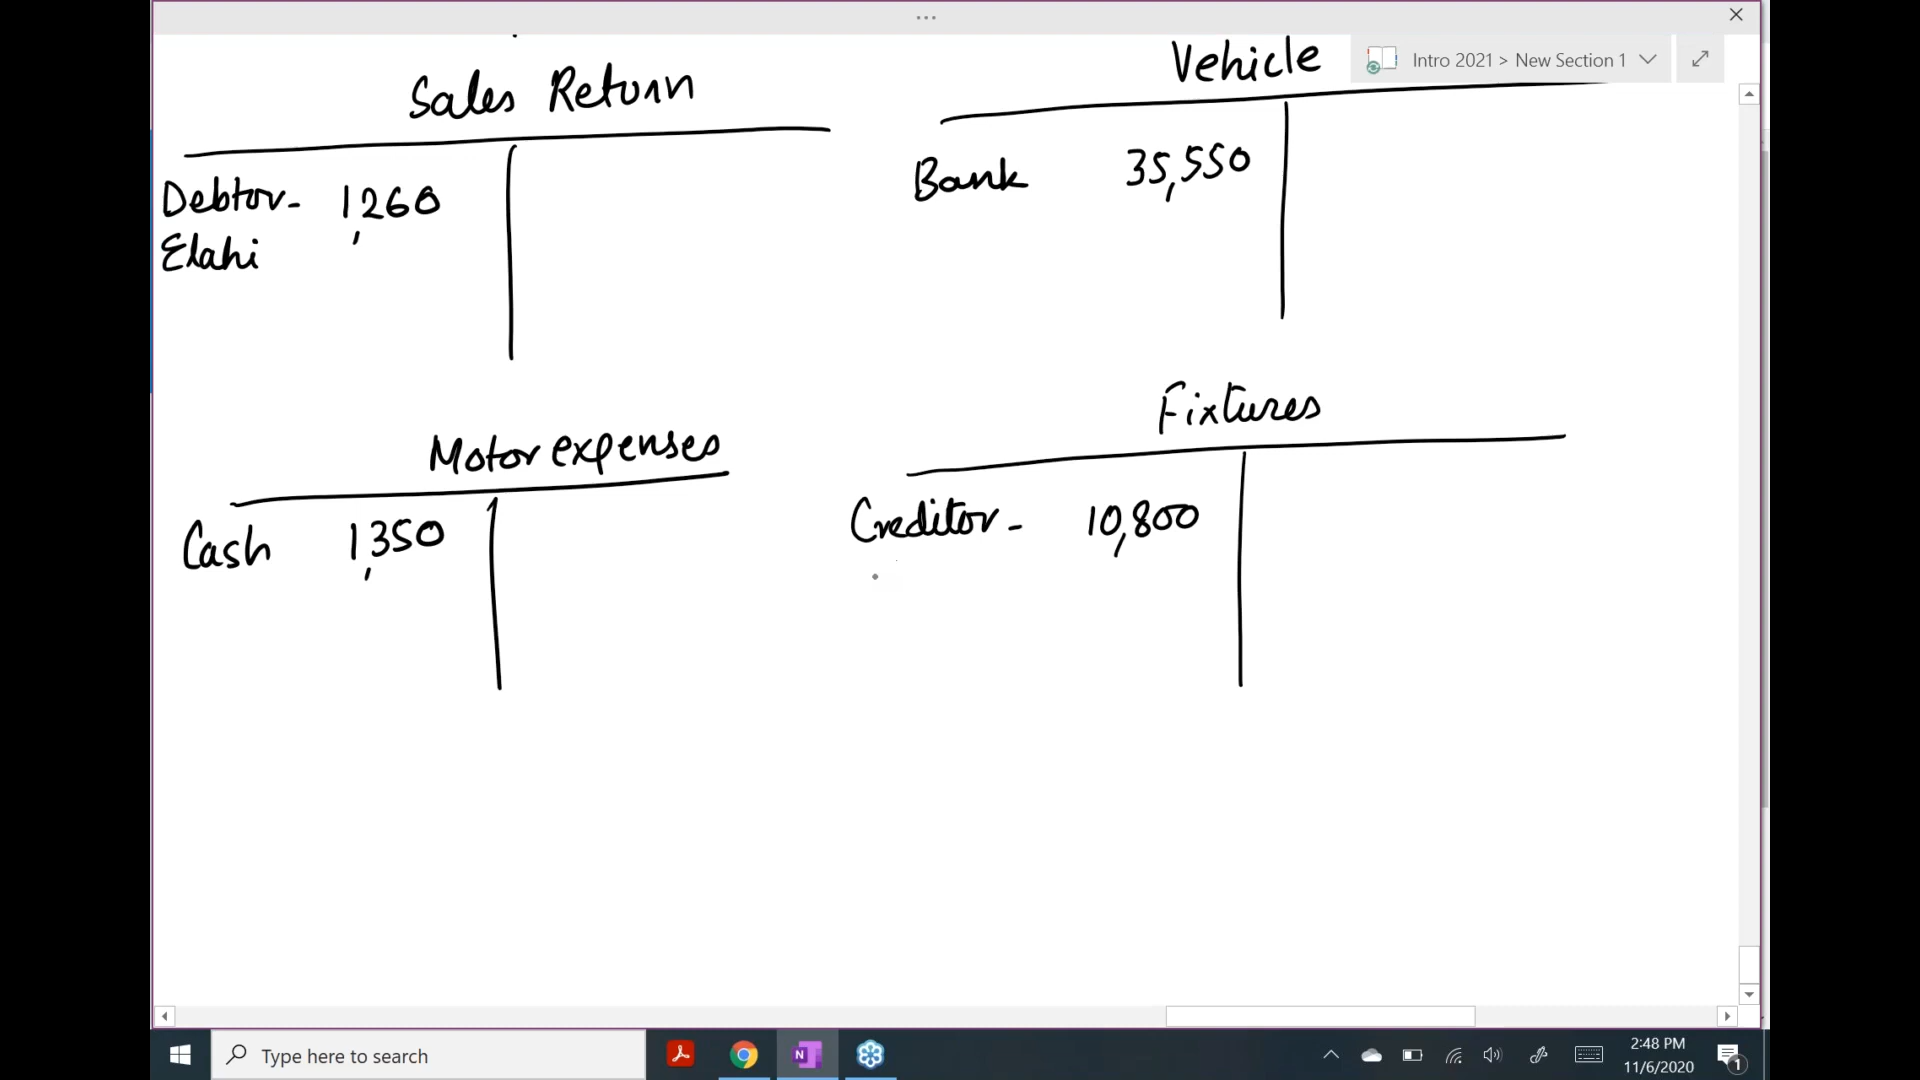 Intro 2021 > New Section 1
Sales Return
Debtor- 1,260
Elahi
Vehicle
Bank 35,550
Motor expenses
Cash 1,350
Fixtures
Creditor - 10,800
Type here to search
2:48 PM
11/6/2020
1